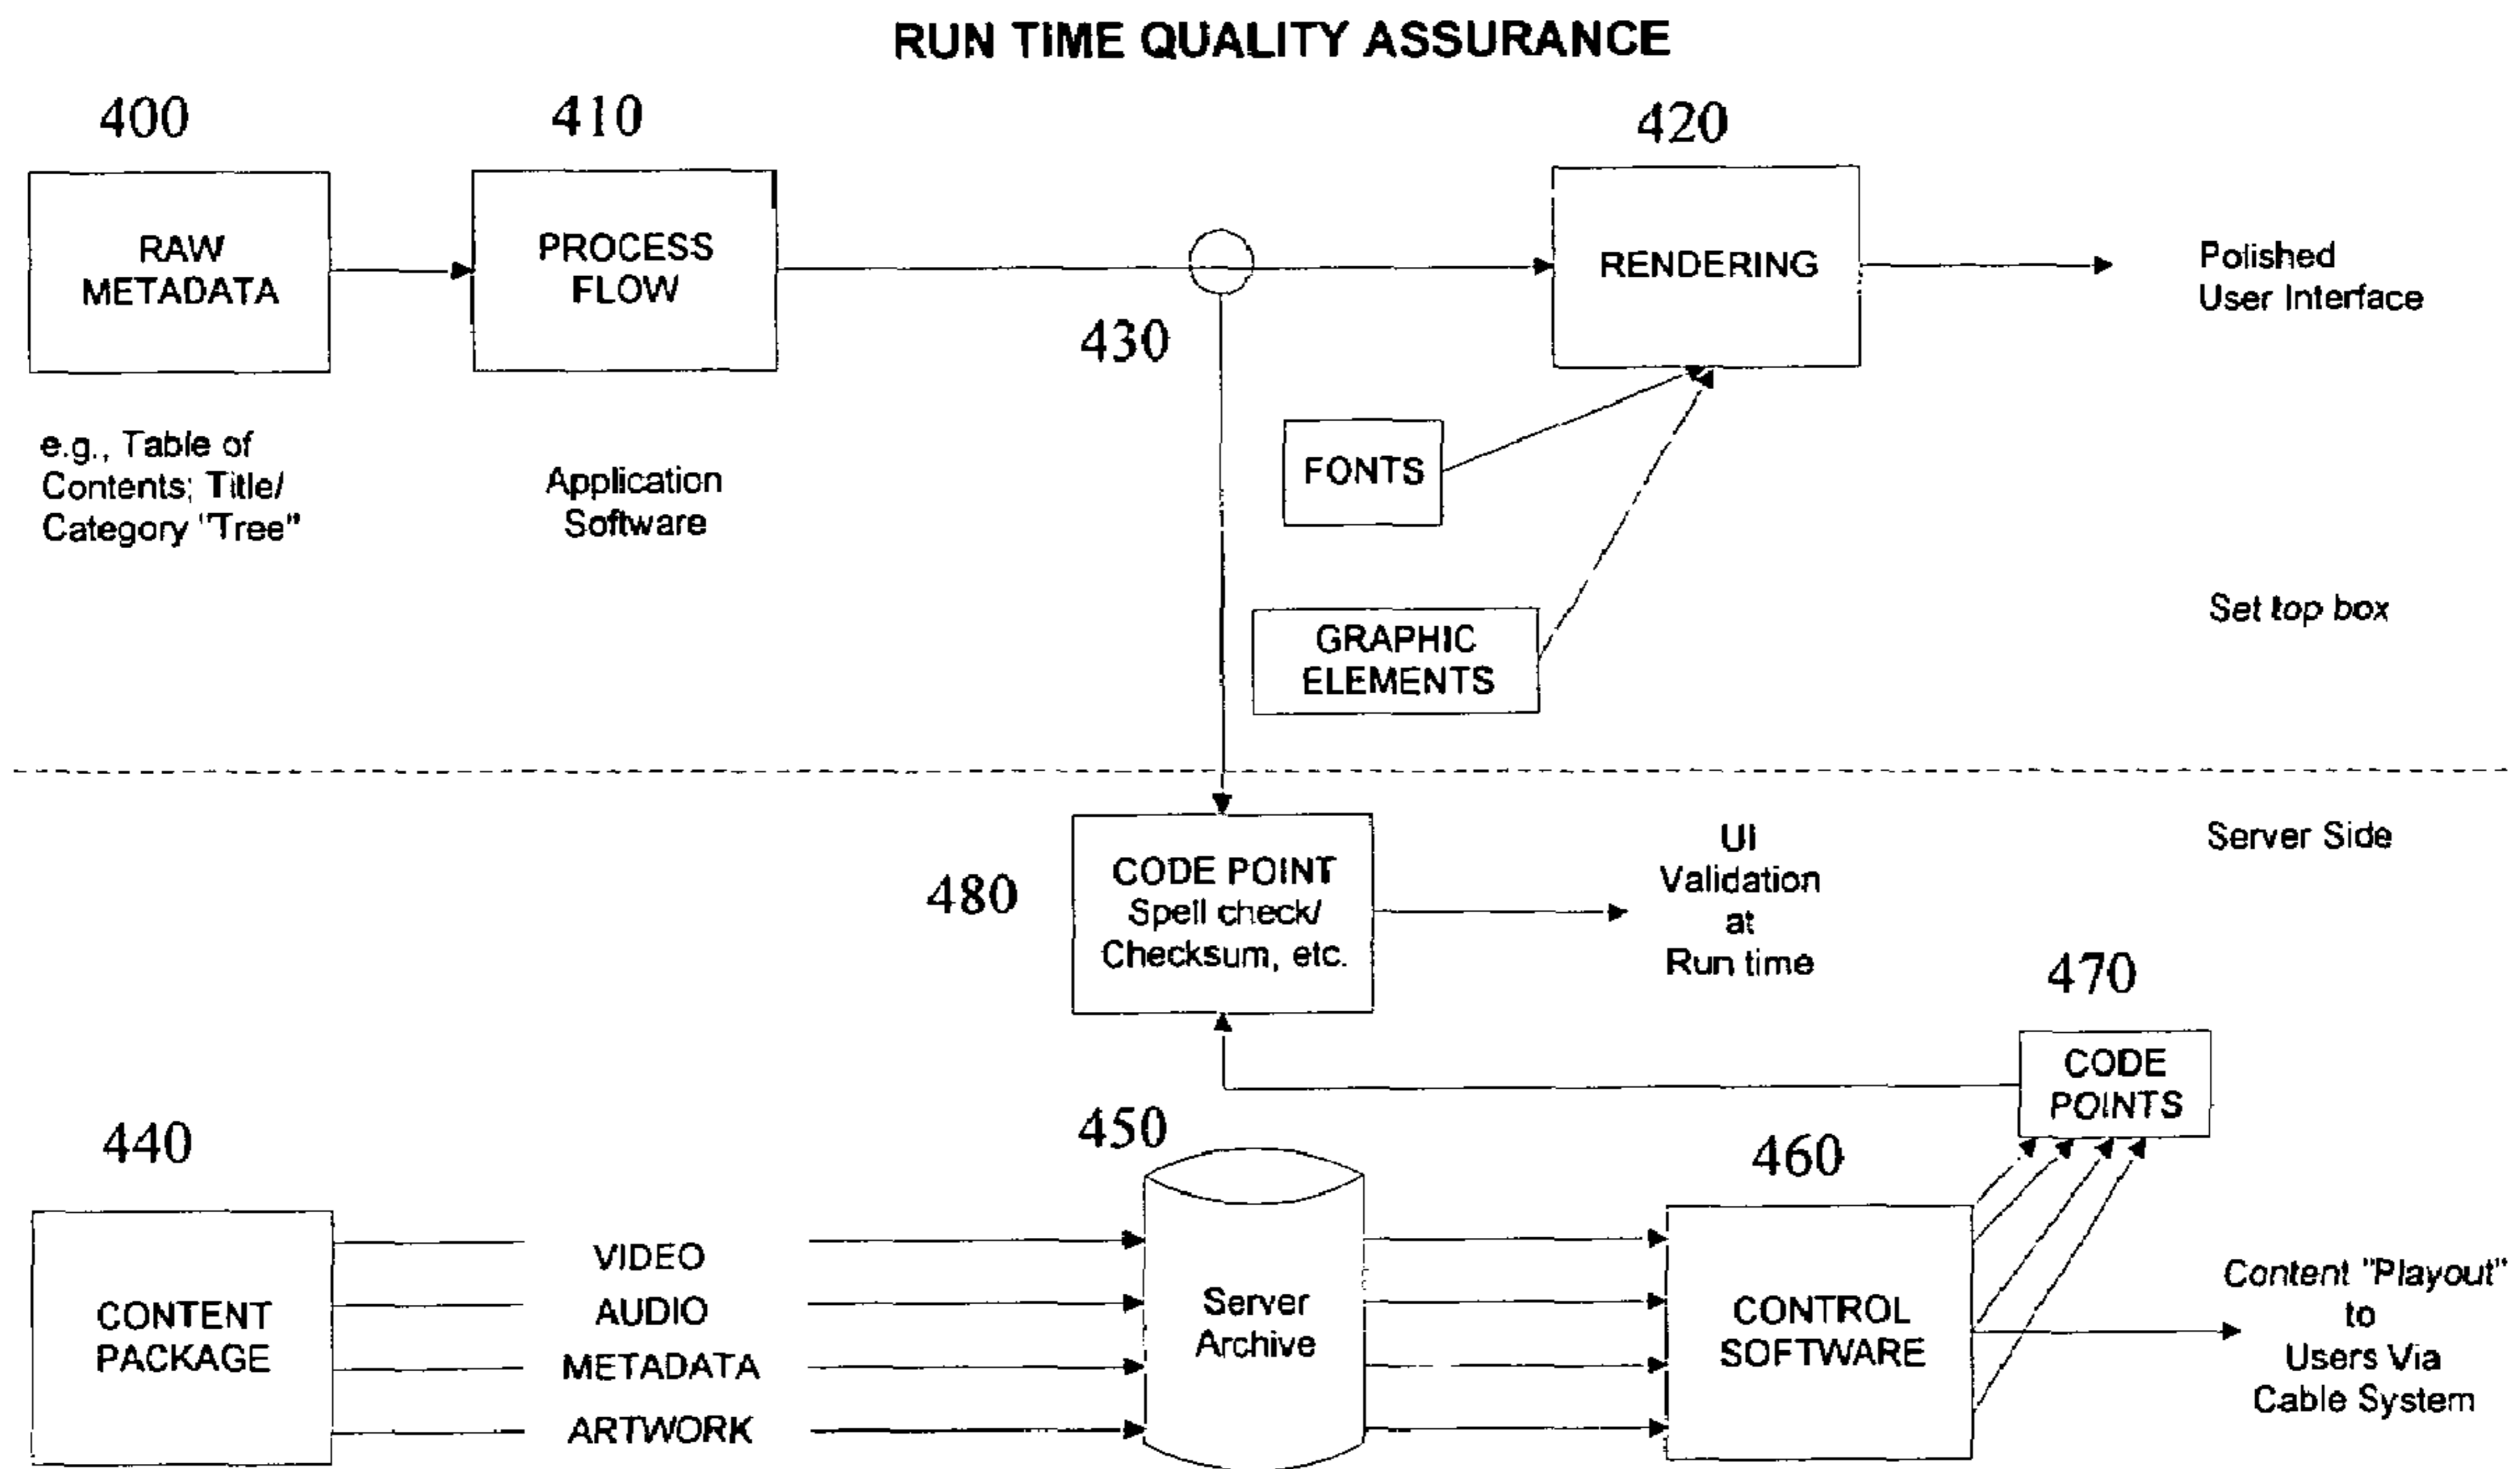 RUN TIME QUALITY ASSURANCE
400
410
420
RAW
METADATA
PROCESS
FLOW
RENDERING
Polished
User Interface
430
e.g., Table of
Contents; Title/
Category "Tree"
Application
Software
FONTS
GRAPHIC
ELEMENTS
Set top box
Server Side
480
CODE POINT
Spell check/
Checksum, etc.
UI
Validation
at
Run time
470
CODE
POINTS
440
450
460
CONTENT
PACKAGE
VIDEO
AUDIO
METADATA
ARTWORK
Server
Archive
CONTROL
SOFTWARE
Content "Playout"
to
Users Via
Cable System